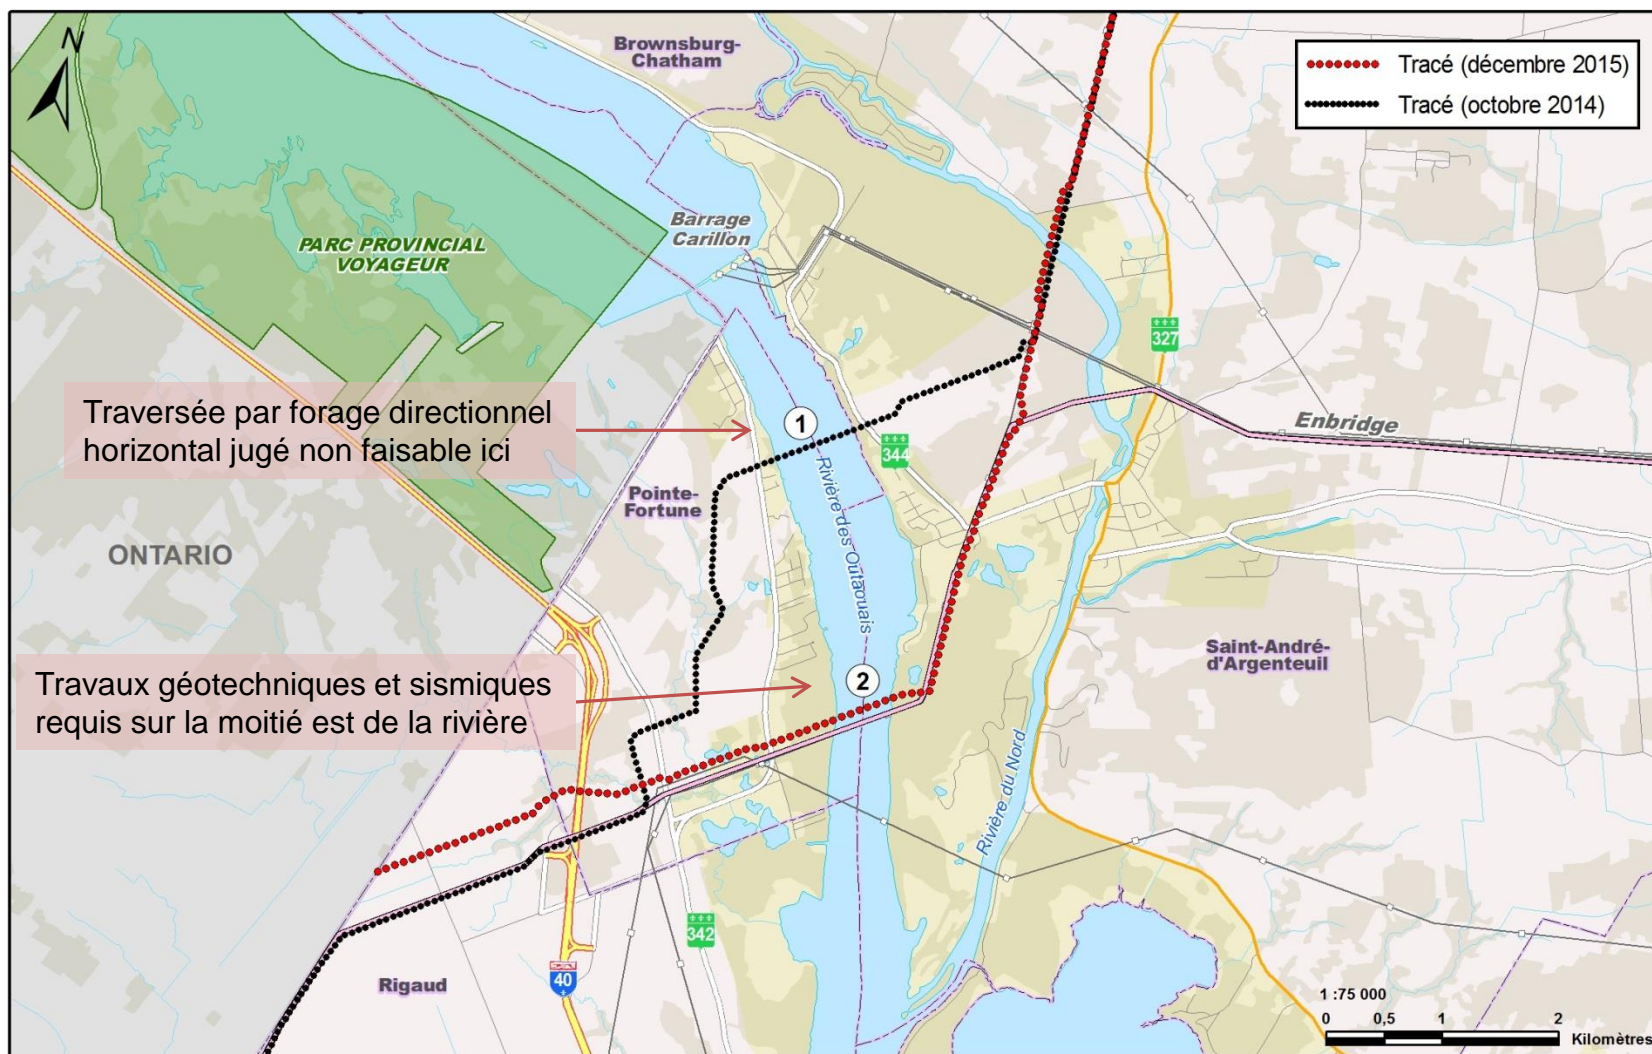 N
Brownsburg-
Chatham
Tracé (décembre 2015)
Tracé (octobre 2014)
Barrage
Carillon
PARC PROVINCIAL
VOYAGEUR
327
Traversée par forage directionnel
horizontal jugé non faisable ici
1
Enbridge
344
Pointe-
Fortune
Rivière des Outaouais
ONTARIO
Saint-André-
d'Argenteuil
Travaux géotechniques et sismiques
requis sur la moitié est de la rivière
2
Rivière du Nord
342
40
Rigaud
1 :75 000
0 0,5 1 2
Kilomètres